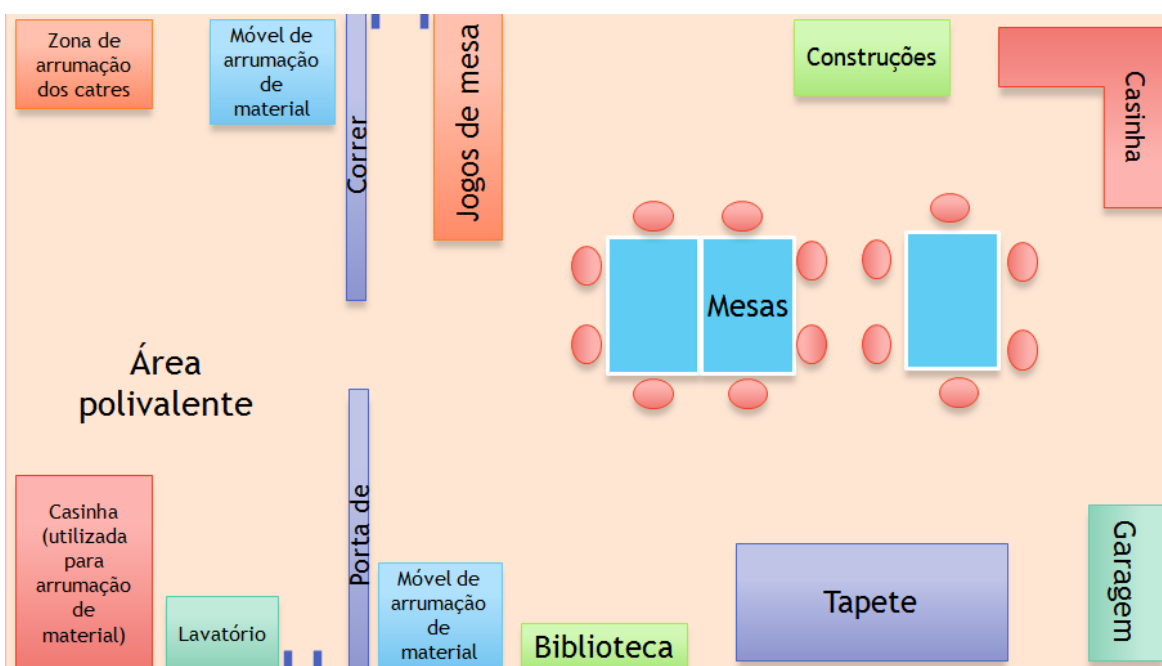 Zona de
arrumação
dos catres
Móvel de
arrumação
de
material
Correr
Jogos de mesa
Construções
Casinha
Mesas
Área
polivalente
Casinha
(utilizada
para
arrumação
de
material)
Lavatório
Porta de
Móvel de
arrumação
de
material
Biblioteca
Tapete
Garagem